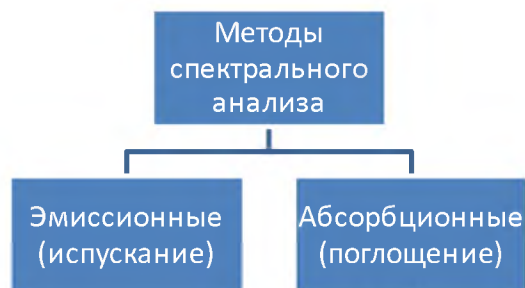 Методы
спектрального
анализа
Эмиссионные
(испускание)
Абсорбционные
(поглощение)